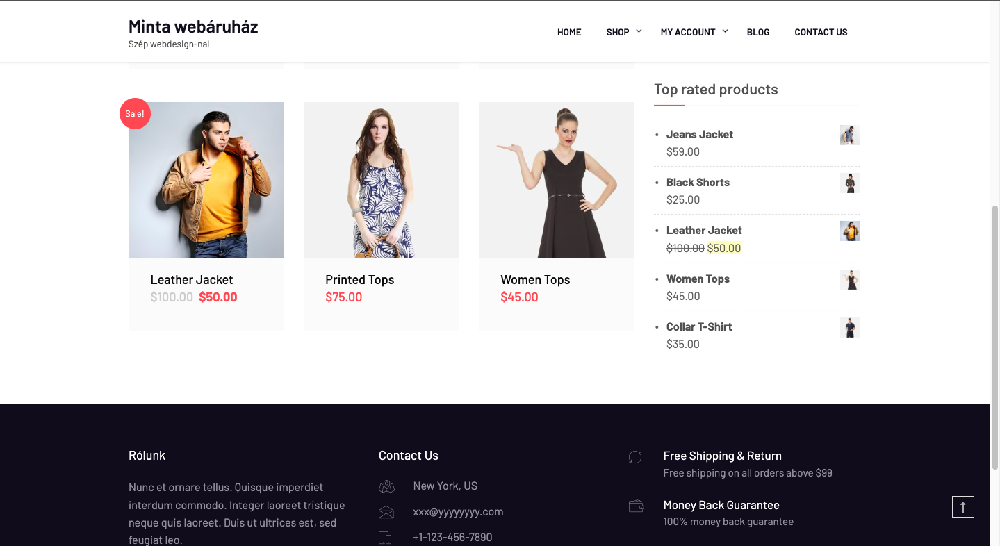 Minta webáruház
Szép webdesign-nal
HOME SHOP MY ACCOUNT BLOG CONTACT US
Sale!
Leather Jacket
$100.00 $50.00
Printed Tops
$75.00
Women Tops
$45.00
Top rated products
Jeans Jacket
$59.00
Black Shorts
$25.00
Leather Jacket
$100.00 $50.00
Women Tops
$45.00
Collar T-Shirt
$35.00
Rólunk
Nunc et ornare tellus. Quisque imperdiet
interdum commodo. Integer laoreet tristique
neque quis laoreet. Duis ut ultrices est, sed
feugiat leo.
Contact Us
New York, US
xxx@yyyyyyyy.com
+1-123-456-7890
Free Shipping & Return
Free shipping on all orders above $99
Money Back Guarantee
100% money back guarantee